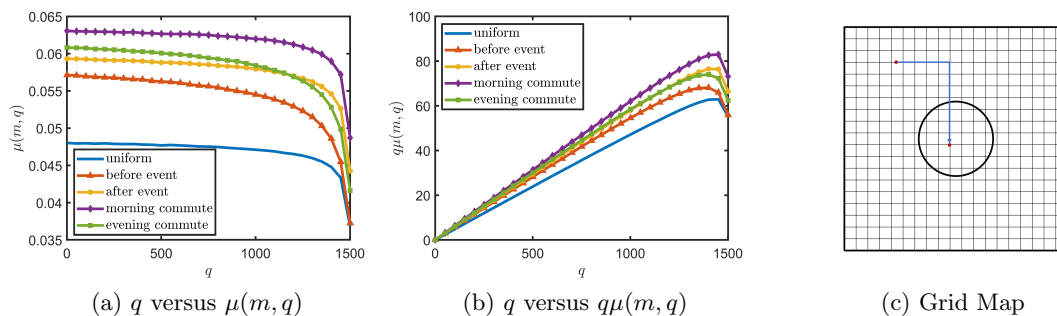 0.065
0.06
0.055
0.05
0.045
0.04
0.035
μ(m, q)
uniform
before event
after event
morning commute
evening commute
0
500
1000
1500
q
(a) q versus μ(m, q)
100
80
60
40
20
0
qμ(m, q)
uniform
before event
after event
morning commute
evening commute
0
500
1000
1500
q
(b) q versus qμ(m, q)
(c) Grid Map